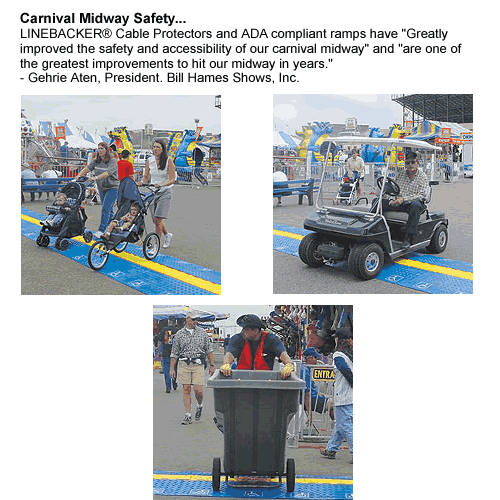 Carnival Midway Safety...
LINEBACKER® Cable Protectors and ADA compliant ramps have "Greatly
improved the safety and accessibility of our carnival midway" and "are one of
the greatest improvements to hit our midway in years."
- Gehrie Aten, President. Bill Hames Shows, Inc.
ENTRA